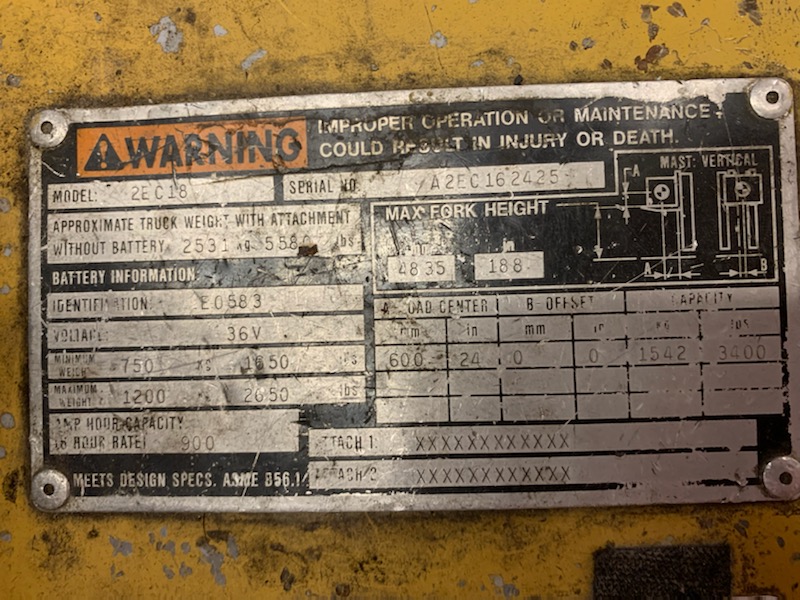 WARNING
IMPROPER OPERATION OR MAINTENANCE
COULD RESULT IN INJURY OR DEATH.
MODEL: 2EC18
SERIAL NO. A2EC162425
MAST: VERTICAL
APPROXIMATE TRUCK WEIGHT WITH ATTACHMENT
WITHOUT BATTERY 2531 kg lbs
MAX FORK HEIGHT
in
4835 188
A
A B
BATTERY INFORMATION:
IDENTIFICATION: E0583
VOLTAGE 36V
MINIMUM WEIGHT 750 1650
MAXIMUM WEIGHT 1200 2650 lbs
AMP HOUR CAPACITY
(6 HOUR RATE) 900
A- LOAD CENTER B- OFFSET CAPACITY
mm in mm in kg lbs
600 24 0 0 1542 3400
ATTACH 1 XXXXXXXXXXXX
ATTACH 2 XXXXXXXXXXXX
MEETS DESIGN SPECS. ASME B56.1